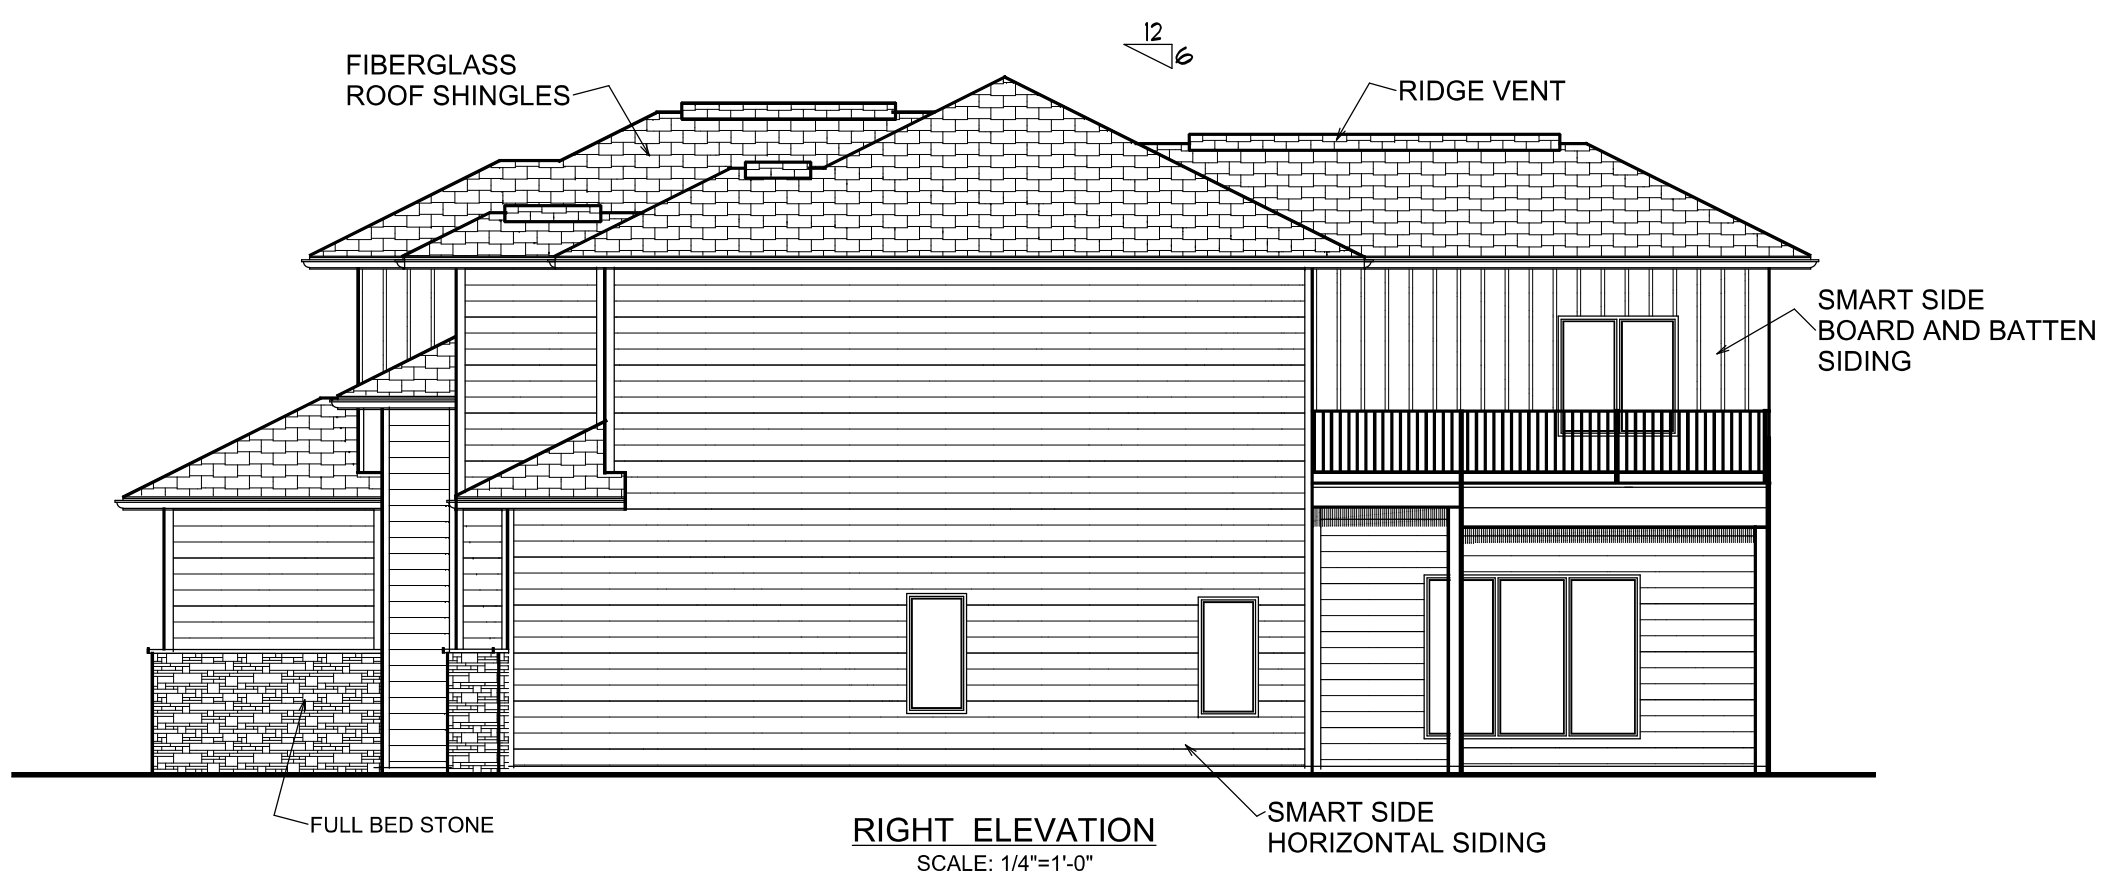 12
6
FIBERGLASS
ROOF SHINGLES
RIDGE VENT
SMART SIDE
BOARD AND BATTEN
SIDING
FULL BED STONE
RIGHT ELEVATION
SCALE: 1/4"=1'-0"
SMART SIDE
HORIZONTAL SIDING